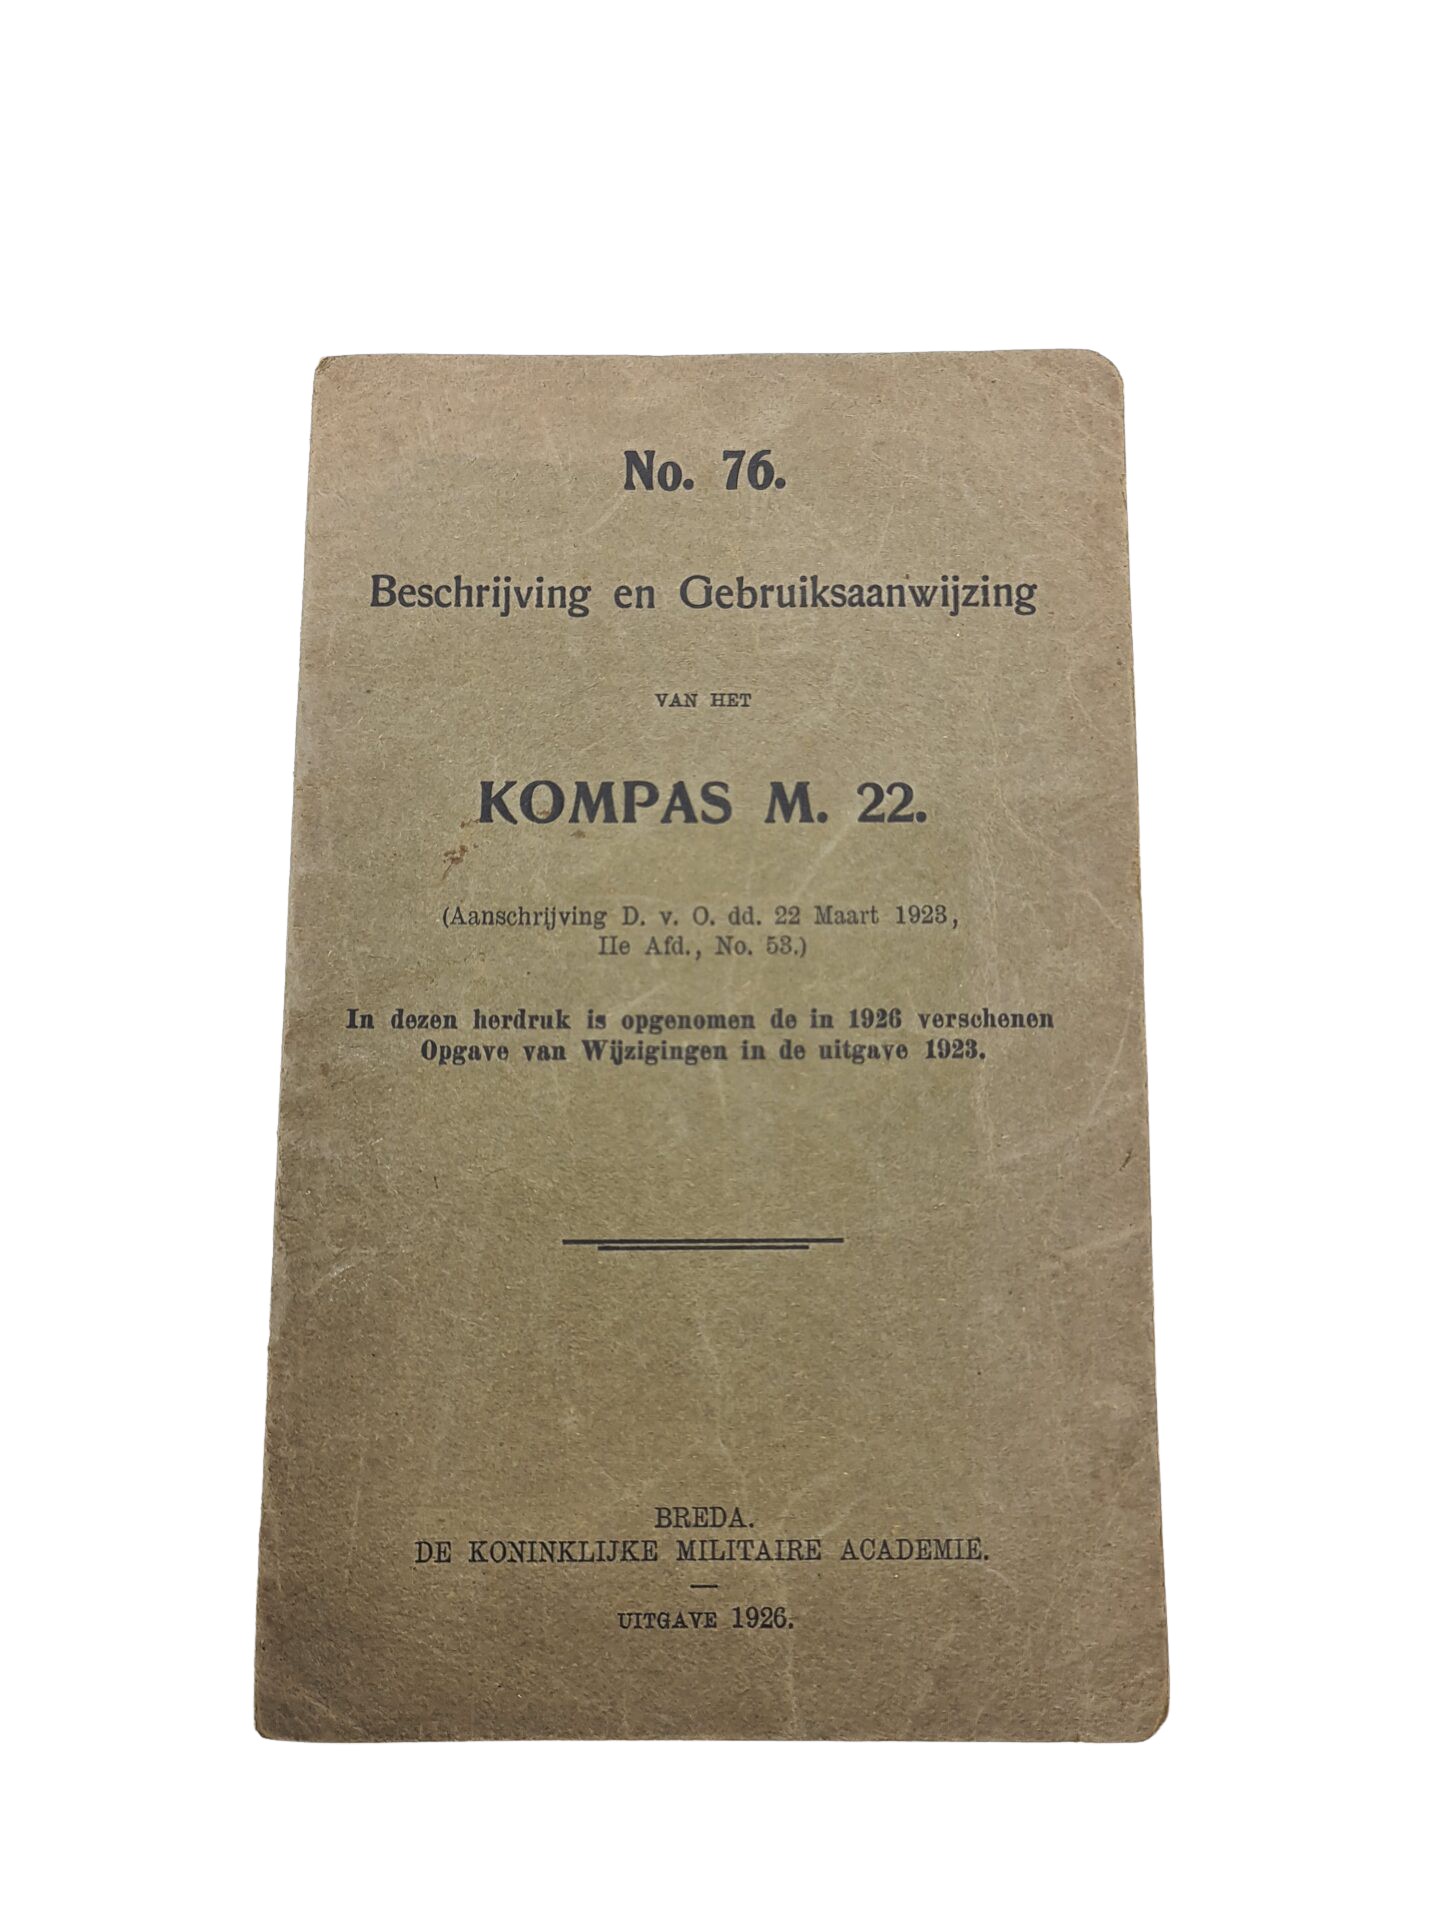 No. 76.
Beschrijving en Gebruiksaanwijzing
VAN HET
KOMPAS M. 22.
(Aanschrijving D. v. O. dd. 22 Maart 1923,
IIe Afd., No. 53.)
In dezen herdruk is opgenomen de in 1926 verschenen
Opgave van Wijzigingen in de uitgave 1923.
BREDA.
DE KONINKLIJKE MILITAIRE ACADEMIE.
UITGAVE 1926.